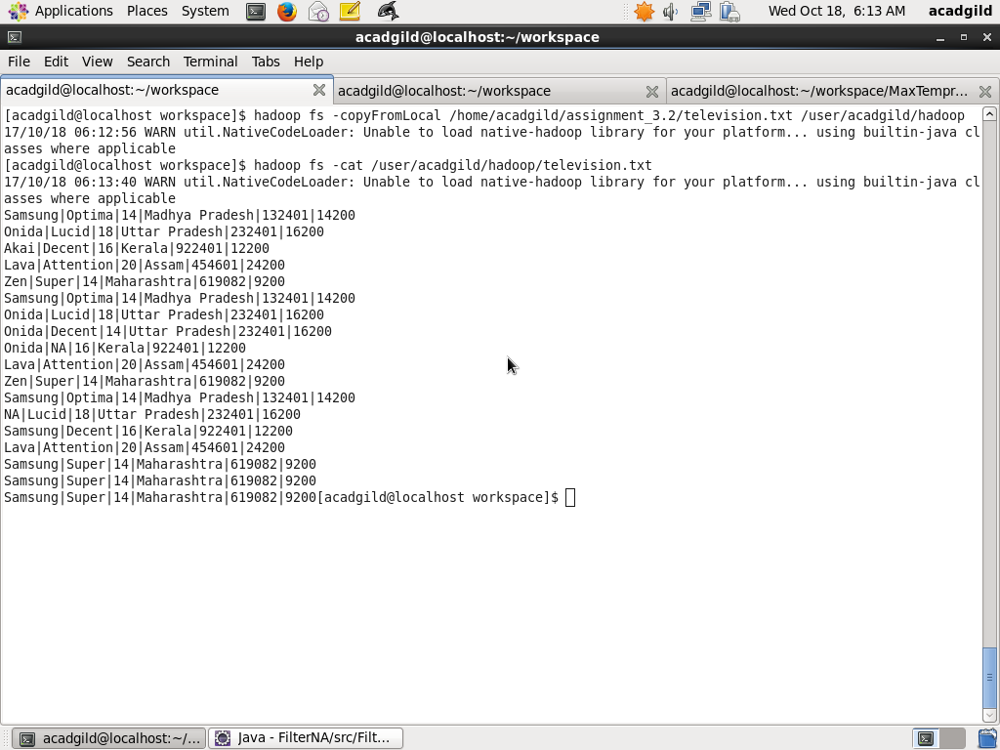 Applications Places System Wed Oct 18, 6:13 AM acadgild
acadgild@localhost:~/workspace
File Edit View Search Terminal Tabs Help
acadgild@localhost:~/workspace acadgild@localhost:~/workspace acadgild@localhost:~/workspace/MaxTempr...
[acadgild@localhost workspace]$ hadoop fs -copyFromLocal /home/acadgild/assignment_3.2/television.txt /user/acadgild/hadoop
17/10/18 06:12:56 WARN util.NativeCodeLoader: Unable to load native-hadoop library for your platform... using builtin-java cl
asses where applicable
[acadgild@localhost workspace]$ hadoop fs -cat /user/acadgild/hadoop/television.txt
17/10/18 06:13:40 WARN util.NativeCodeLoader: Unable to load native-hadoop library for your platform... using builtin-java cl
asses where applicable
Samsung|Optima|14|Madhya Pradesh|132401|14200
Onida|Lucid|18|Uttar Pradesh|232401|16200
Akai|Decent|16|Kerala|922401|12200
Lava|Attention|20|Assam|454601|24200
Zen|Super|14|Maharashtra|619082|9200
Samsung|Optima|14|Madhya Pradesh|132401|14200
Onida|Lucid|18|Uttar Pradesh|232401|16200
Onida|Decent|14|Uttar Pradesh|232401|16200
Onida|NA|16|Kerala|922401|12200
Lava|Attention|20|Assam|454601|24200
Zen|Super|14|Maharashtra|619082|9200
Samsung|Optima|14|Madhya Pradesh|132401|14200
NA|Lucid|18|Uttar Pradesh|232401|16200
Samsung|Decent|16|Kerala|922401|12200
Lava|Attention|20|Assam|454601|24200
Samsung|Super|14|Maharashtra|619082|9200
Samsung|Super|14|Maharashtra|619082|9200
Samsung|Super|14|Maharashtra|619082|9200[acadgild@localhost workspace]$
acadgild@localhost:~/... Java - FilterNA/src/Filt...